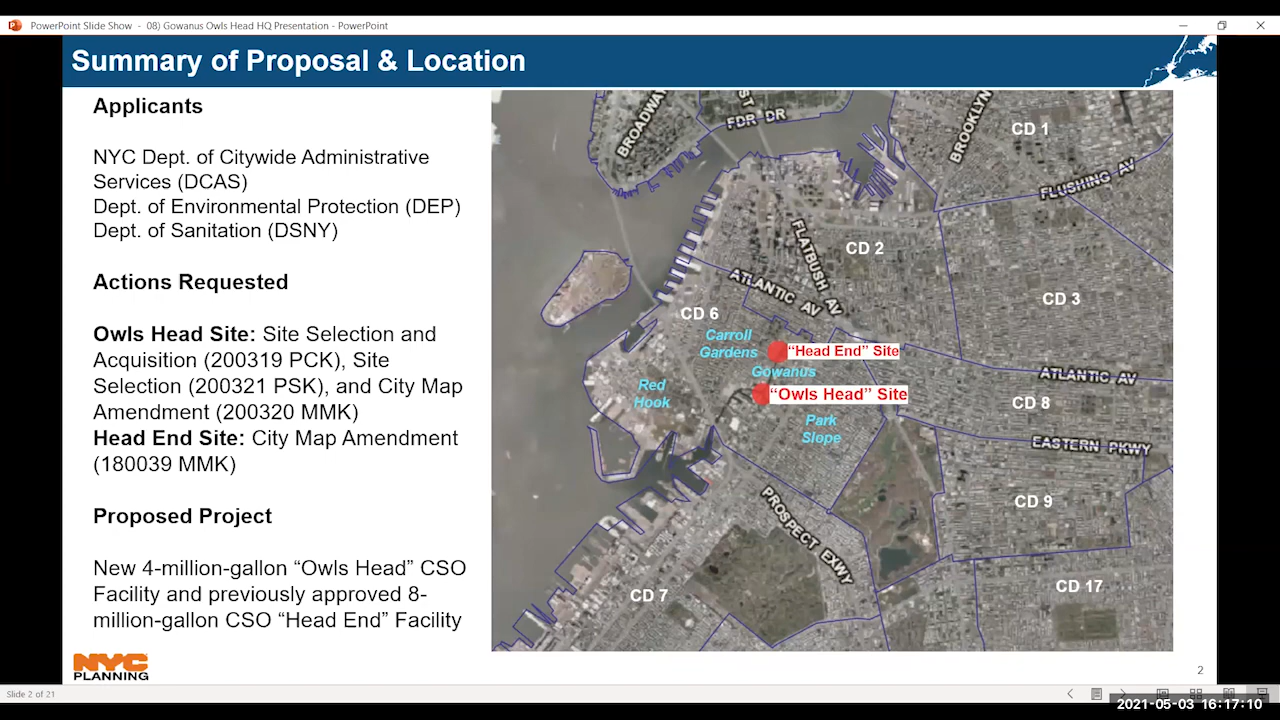 PowerPoint Slide Show - 08) Gowanus Owls Head HQ Presentation - PowerPoint
Summary of Proposal & Location
Applicants
NYC Dept. of Citywide Administrative
Services (DCAS)
Dept. of Environmental Protection (DEP)
Dept. of Sanitation (DSNY)
Actions Requested
Owls Head Site: Site Selection and
Acquisition (200319 PCK), Site
Selection (200321 PSK), and City Map
Amendment (200320 MMK)
Head End Site: City Map Amendment
(180039 MMK)
Proposed Project
New 4-million-gallon “Owls Head” CSO
Facility and previously approved 8-
million-gallon CSO “Head End” Facility
NYC
PLANNING
BROADWAY
ST
FDR DR
BROOKLYN
CD 1
FLUSHING AV
FLATBUSH AV
CD 2
ATLANTIC AV
CD 3
CD 6
Carroll
Gardens
“Head End” Site
Gowanus
Red
Hook
“Owls Head” Site
ATLANTIC AV
CD 8
Park
Slope
EASTERN PKWY
CD 9
PROSPECT EXWY
CD 7
CD 17
2
Slide 2 of 21
2021-05-03 16:17:10